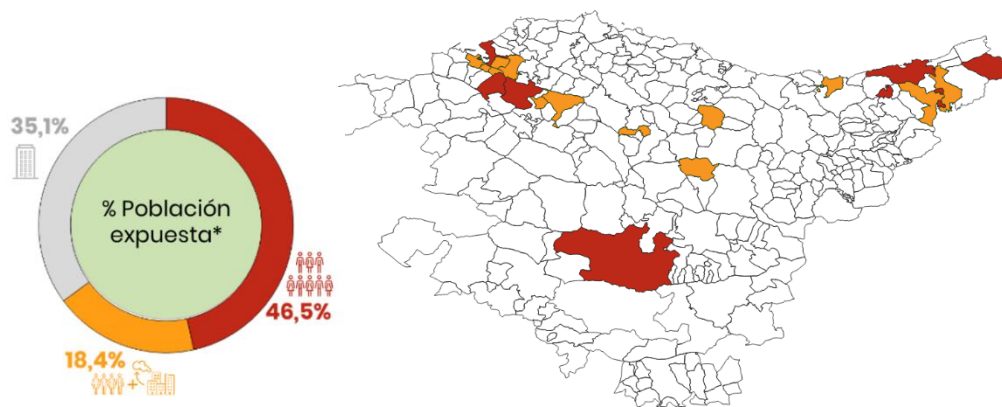 35,1%
% Población
expuesta*
46,5%
18,4%
+